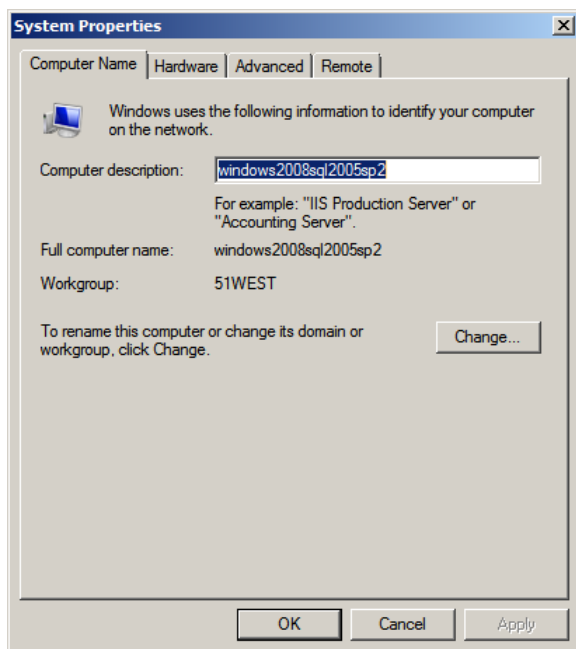 System Properties
Computer Name Hardware Advanced Remote
Windows uses the following information to identify your computer
on the network.
Computer description: windows2008sql2005sp2
For example: "IIS Production Server" or
"Accounting Server".
Full computer name: windows2008sql2005sp2
Workgroup: 51WEST
To rename this computer or change its domain or
workgroup, click Change.
Change...
OK Cancel Apply